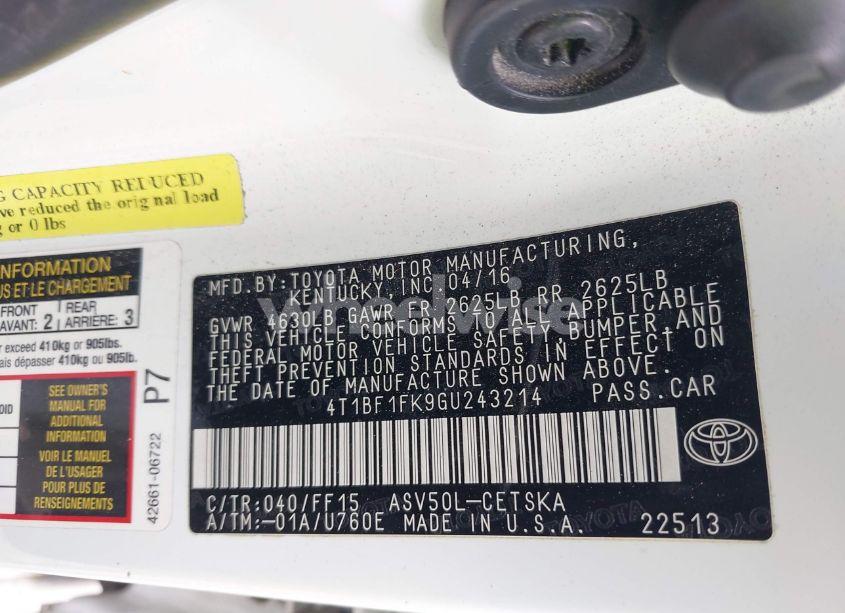 G CAPACITY REDUCED
ve reduced the original load
g or 0 lbs
INFORMATION
US ET LE CHARGEMENT
FRONT
AVANT: 2
REAR
ARRIÈRE: 3
r exceed 410kg or 905lbs.
ais dépasser 410kg ou 905lb.
OID
SEE OWNER'S
MANUAL FOR
ADDITIONAL
INFORMATION
VOIR LE MANUEL
DE L'USAGER
POUR PLUS DE
RENSEIGNEMENTS
P7
42661-06722
MFD.BY:TOYOTA MOTOR MANUFACTURING,
KENTUCKY, INC 04/16
GVWR 4630LB GAWR FR 2625LB RR 2625LB
THIS VEHICLE CONFORMS TO ALL APPLICABLE
FEDERAL MOTOR VEHICLE SAFETY, BUMPER, AND
THEFT PREVENTION STANDARDS IN EFFECT ON
THE DATE OF MANUFACTURE SHOWN ABOVE.
4T1BF1FK9GU243214 PASS.CAR
C/TR:040/FF15 ASV50L-CETSKA
A/TM:-01A/U760E MADE IN U.S.A. 22513
Wheelwise